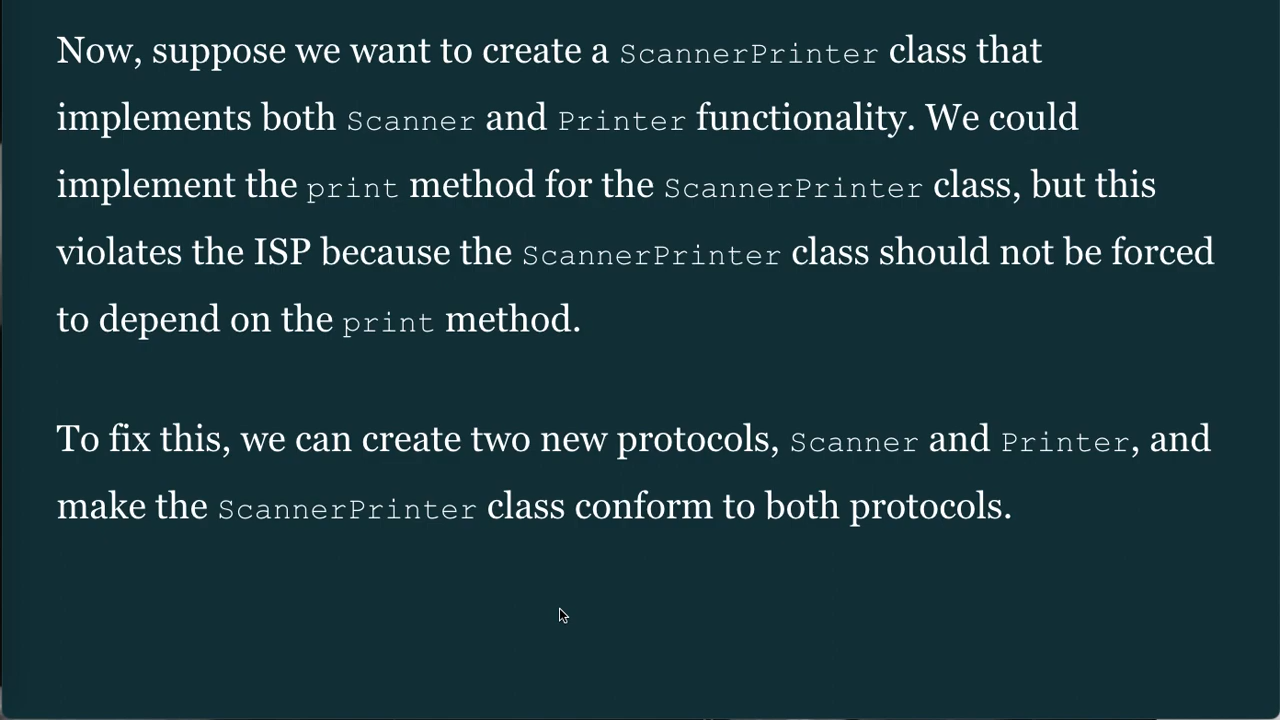 Now, suppose we want to create a ScannerPrinter class that
implements both Scanner and Printer functionality. We could
implement the print method for the ScannerPrinter class, but this
violates the ISP because the ScannerPrinter class should not be forced
to depend on the print method.
To fix this, we can create two new protocols, Scanner and Printer, and
make the ScannerPrinter class conform to both protocols.